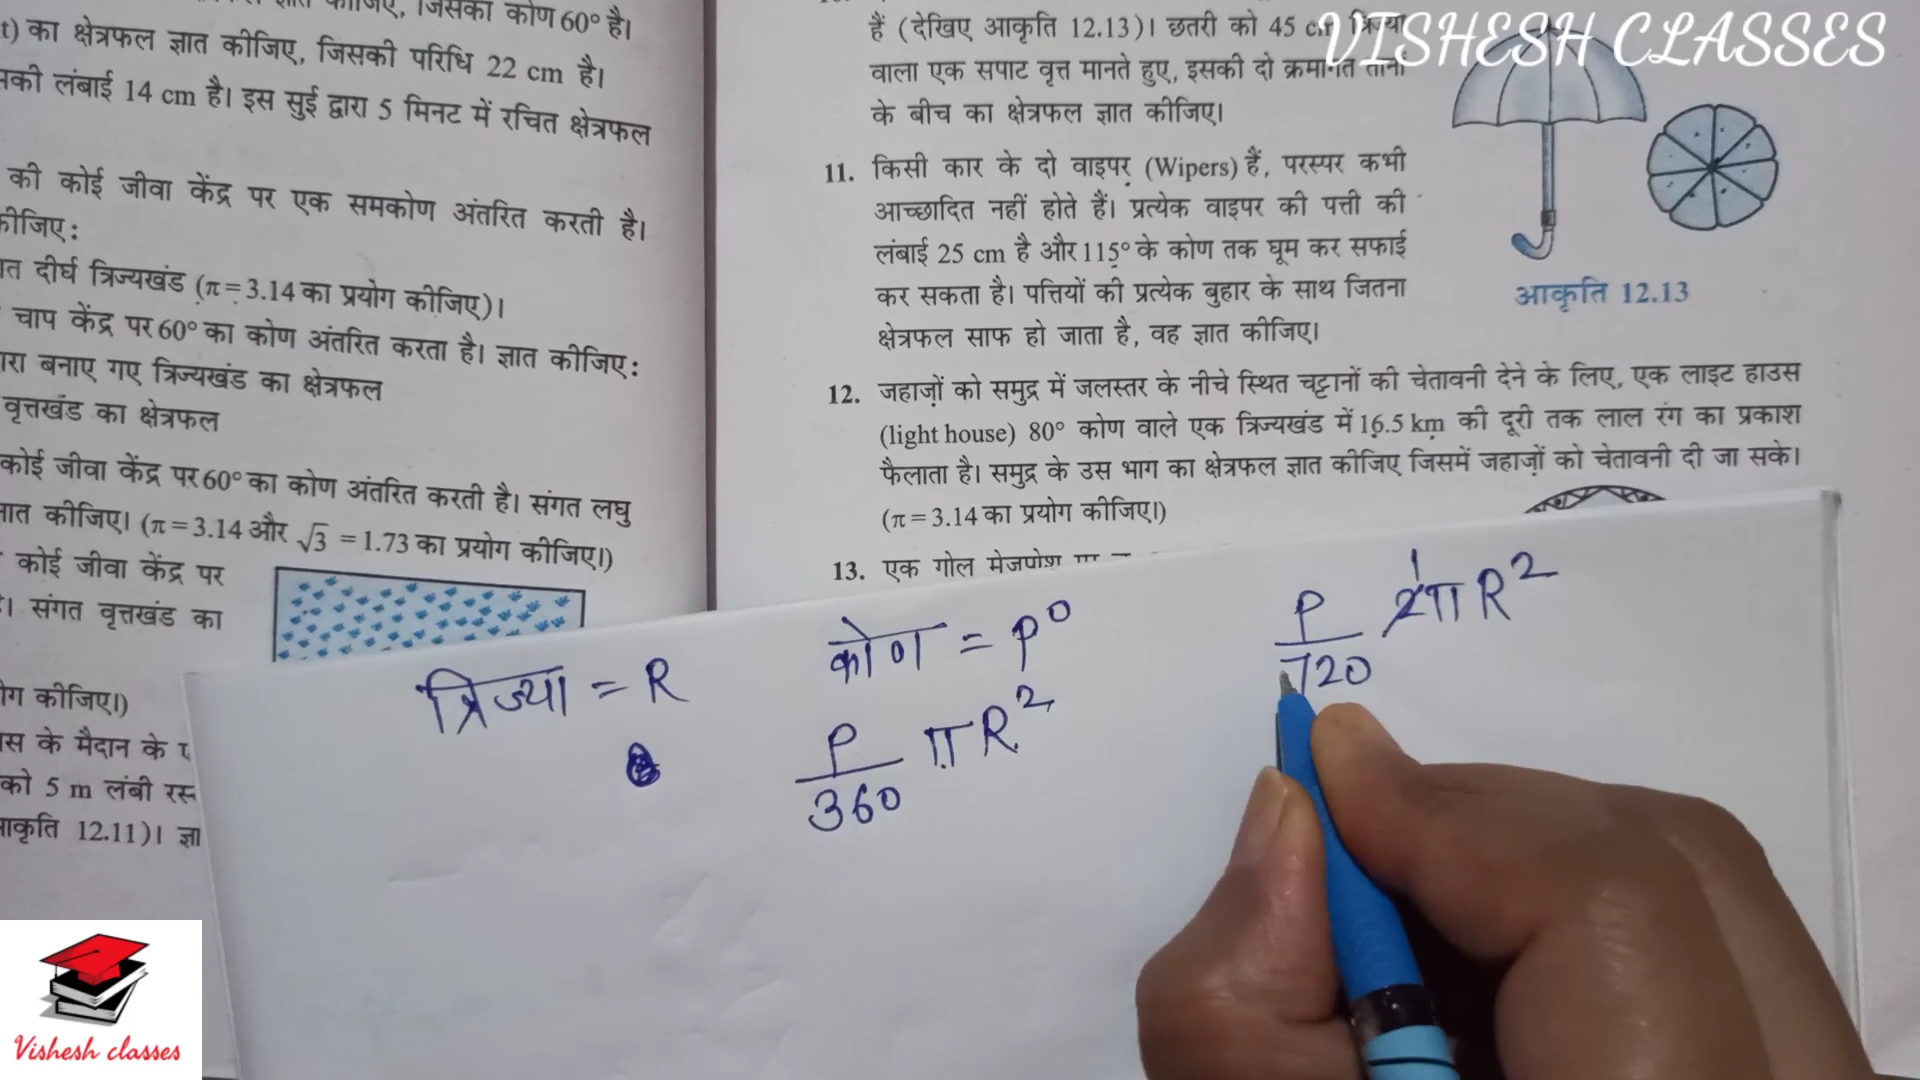 जिसका कोण 60° है।
का क्षेत्रफल ज्ञात कीजिए, जिसकी परिधि 22 cm है।
लंबाई 14 cm है। इस सुई द्वारा 5 मिनट में रचित क्षेत्रफल
की कोई जीवा केंद्र पर एक समकोण अंतरित करती है।
कीजिए:
दीर्घ त्रिज्यखंड (π = 3.14 का प्रयोग कीजिए)।
चाप केंद्र पर 60° का कोण अंतरित करता है। ज्ञात कीजिए:
बनाए गए त्रिज्यखंड का क्षेत्रफल
वृत्तखंड का क्षेत्रफल
कोई जीवा केंद्र पर 60° का कोण अंतरित करती है। संगत लघु
कीजिए। (π = 3.14 और √3 = 1.73 का प्रयोग कीजिए।)
कोई जीवा केंद्र पर
। संगत वृत्तखंड का
कीजिए।)
के मैदान के
को 5 m लंबी
12.11)।
हैं (देखिए आकृति 12.13)। छतरी को 45 cm त्रिज्या
वाला एक सपाट वृत्त मानते हुए, इसकी दो क्रमागत तानों
के बीच का क्षेत्रफल ज्ञात कीजिए।
11. किसी कार के दो वाइपर (Wipers) हैं, परस्पर कभी
आच्छादित नहीं होते हैं। प्रत्येक वाइपर की पत्ती की
लंबाई 25 cm है और 115° के कोण तक घूम कर सफाई
कर सकता है। पत्तियों की प्रत्येक बुहार के साथ जितना
क्षेत्रफल साफ हो जाता है, वह ज्ञात कीजिए।
आकृति 12.13
12. जहाज़ों को समुद्र में जलस्तर के नीचे स्थित चट्टानों की चेतावनी देने के लिए, एक लाइट हाउस
(light house) 80° कोण वाले एक त्रिज्यखंड में 16.5 km की दूरी तक लाल रंग का प्रकाश
फैलाता है। समुद्र के उस भाग का क्षेत्रफल ज्ञात कीजिए जिसमें जहाज़ों को चेतावनी दी जा सके।
(π = 3.14 का प्रयोग कीजिए।)
13. एक गोल मेजपोश
VISHESH CLASSES
त्रिज्या = R
कोण = P°
P/360 πR²
P/720 2πR² 1
Vishesh classes